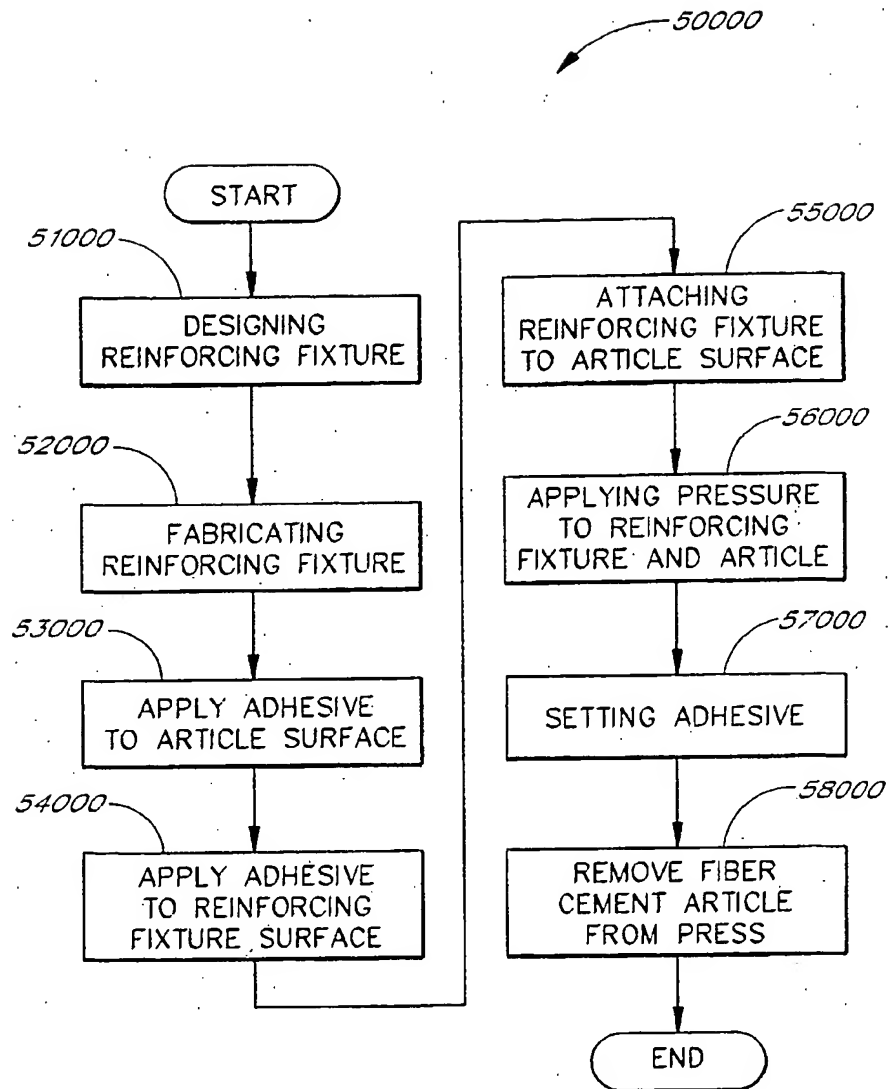 50000
START
51000
DESIGNING
REINFORCING FIXTURE
52000
FABRICATING
REINFORCING FIXTURE
53000
APPLY ADHESIVE
TO ARTICLE SURFACE
54000
APPLY ADHESIVE
TO REINFORCING
FIXTURE SURFACE
55000
ATTACHING
REINFORCING FIXTURE
TO ARTICLE SURFACE
56000
APPLYING PRESSURE
TO REINFORCING
FIXTURE AND ARTICLE
57000
SETTING ADHESIVE
58000
REMOVE FIBER
CEMENT ARTICLE
FROM PRESS
END